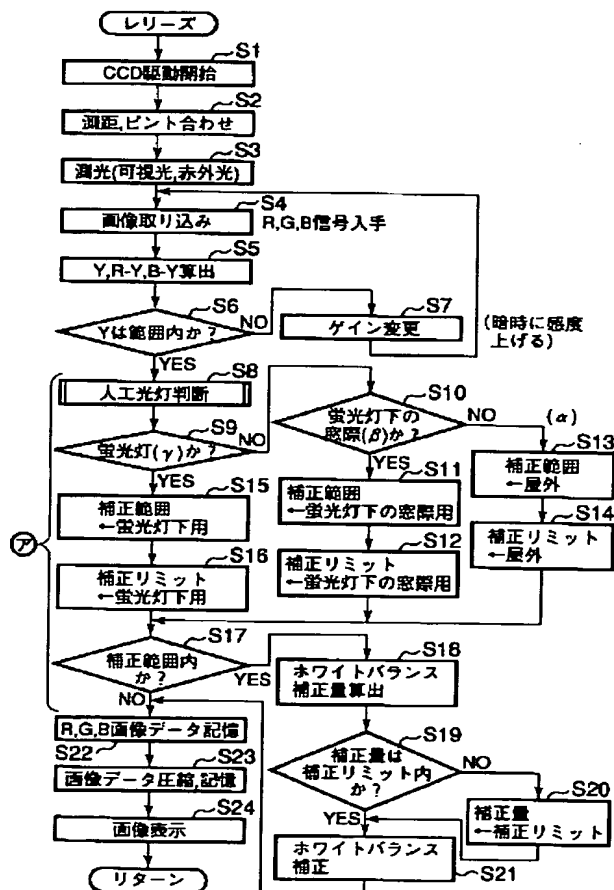 レリーズ
S1
CCD駆動開始
S2
測距,ピント合わせ
S3
測光(可視光,赤外光)
S4
画像取り込み
R,G,B信号入手
S5
Y,R-Y,B-Y算出
S6
Yは範囲内か?
NO
YES
S7
ゲイン変更
(暗時に感度
上げる)
S8
人工光灯判断
S9
蛍光灯(γ)か?
NO
YES
S10
蛍光灯下の
窓際(β)か?
NO
(α)
YES
S11
補正範囲
←蛍光灯下の窓際用
S12
補正リミット
←蛍光灯下の窓際用
S13
補正範囲
←屋外
S14
補正リミット
←屋外
S15
補正範囲
←蛍光灯下用
S16
補正リミット
←蛍光灯下用
ア
S17
補正範囲内
か?
YES
NO
S18
ホワイトバランス
補正量算出
S19
補正量は
補正リミット内
か?
NO
YES
S20
補正量
←補正リミット
ホワイトバランス
補正
S21
R,G,B画像データ記憶
S22
S23
画像データ圧縮,記憶
S24
画像表示
リターン